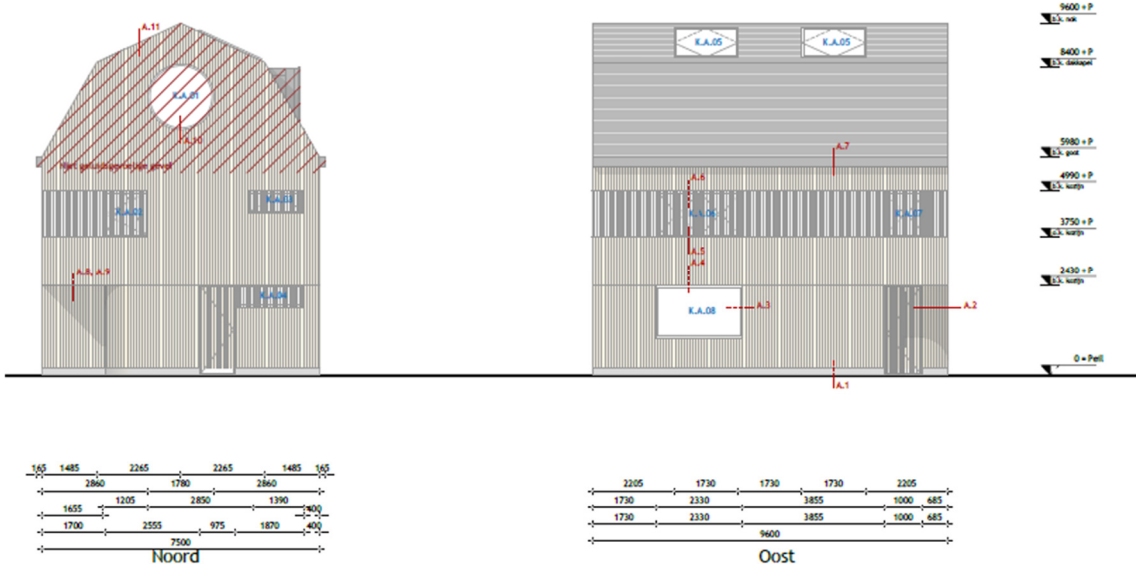 A.11
K.A.01
A.10
Niet geluidsgevoelige gevel
K.A.02
K.A.03
A.8, A.9
K.A.04
K.A.05 K.A.05
A.7
A.6
K.A.06
K.A.07
A.5
A.4
K.A.08
A.3
A.2
A.1
9600 + P
b.k. nok
8400 + P
b.k. dakkapel
5980 + P
b.k. goot
4990 + P
b.k. kozijn
3750 + P
o.k. kozijn
2430 + P
b.k. kozijn
0 = Peil
165 1485 2265 2265 1485 165
2860 1780 2860
1205 2850 1390
1655 400
1700 2555 975 1870 400
7500
Noord
2205 1730 1730 1730 2205
1730 2330 3855 1000 685
1730 2330 3855 1000 685
9600
Oost